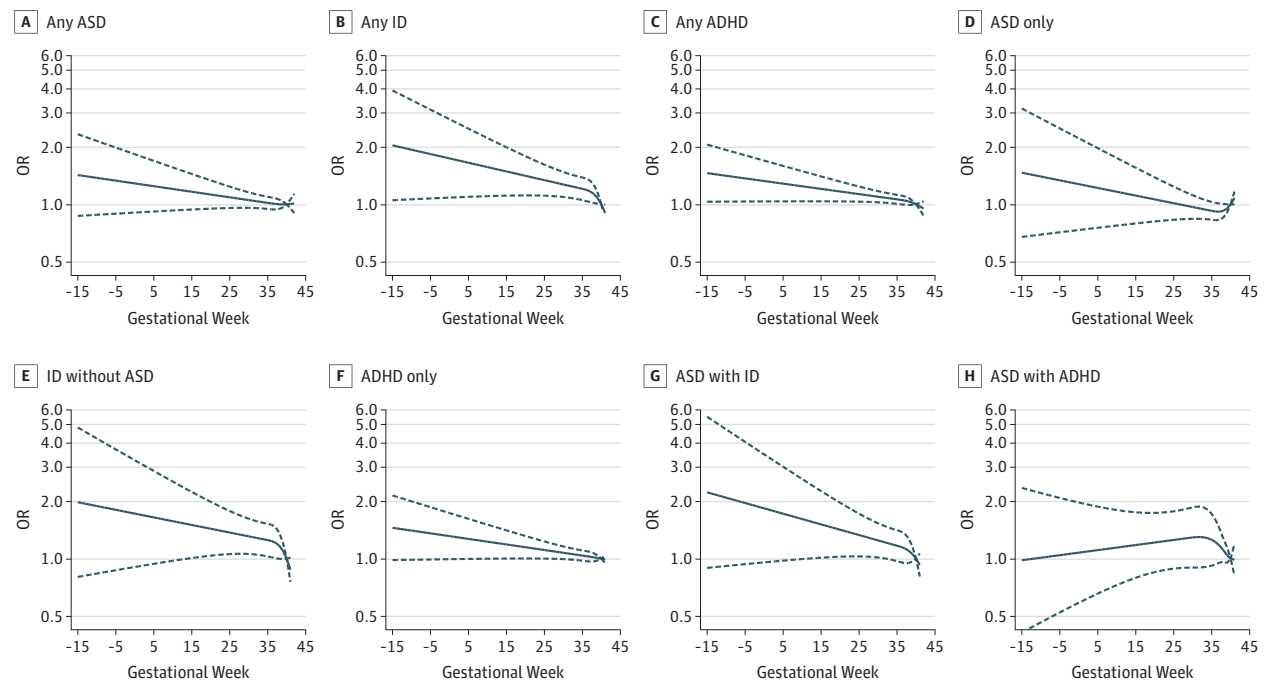 A Any ASD
6.0
5.0
4.0
3.0
2.0
1.0
0.5
OR
-15 -5 5 15 25 35 45
Gestational Week
B Any ID
6.0
5.0
4.0
3.0
2.0
1.0
0.5
OR
-15 -5 5 15 25 35 45
Gestational Week
C Any ADHD
6.0
5.0
4.0
3.0
2.0
1.0
0.5
OR
-15 -5 5 15 25 35 45
Gestational Week
D ASD only
6.0
5.0
4.0
3.0
2.0
1.0
0.5
OR
-15 -5 5 15 25 35 45
Gestational Week
E ID without ASD
6.0
5.0
4.0
3.0
2.0
1.0
0.5
OR
-15 -5 5 15 25 35 45
Gestational Week
F ADHD only
6.0
5.0
4.0
3.0
2.0
1.0
0.5
OR
-15 -5 5 15 25 35 45
Gestational Week
G ASD with ID
6.0
5.0
4.0
3.0
2.0
1.0
0.5
OR
-15 -5 5 15 25 35 45
Gestational Week
H ASD with ADHD
6.0
5.0
4.0
3.0
2.0
1.0
0.5
OR
-15 -5 5 15 25 35 45
Gestational Week